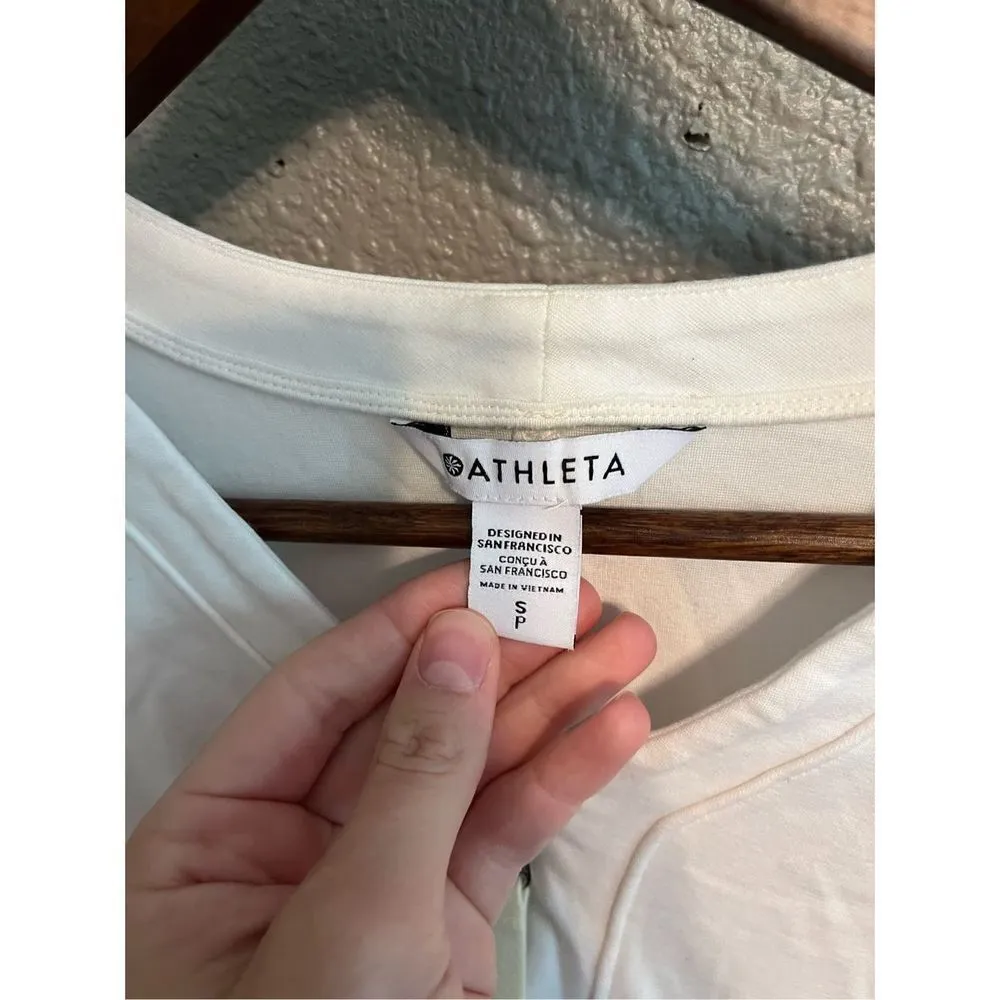 ATHLETA
DESIGNED IN
SAN FRANCISCO
CONÇU À
SAN FRANCISCO
MADE IN VIETNAM
S
P